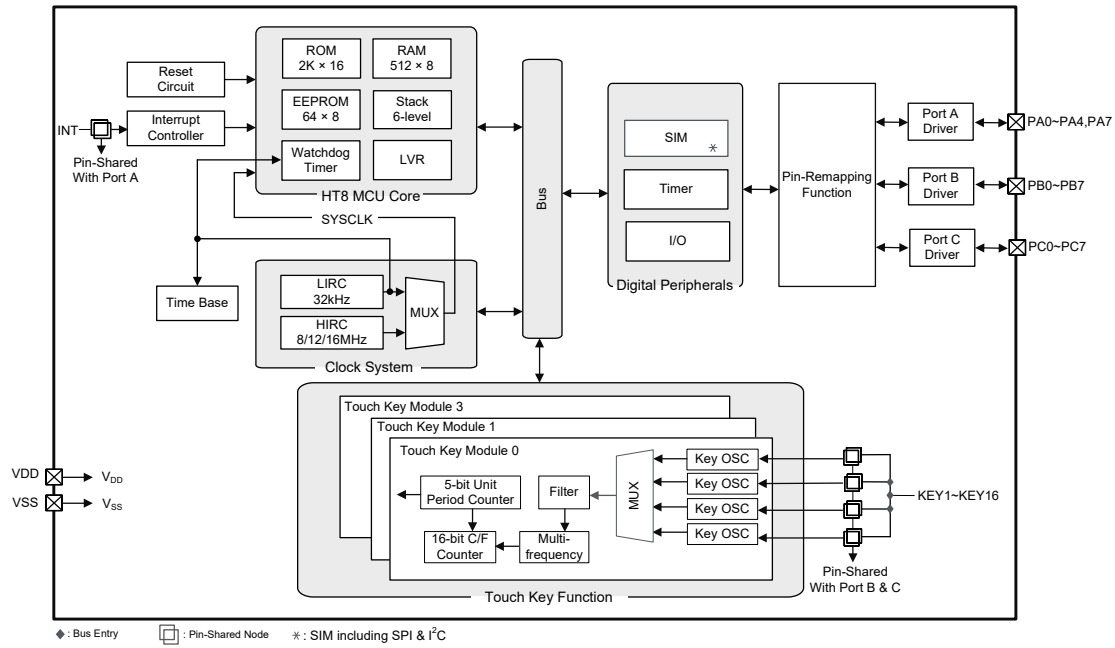 ROM
2K × 16
RAM
512 × 8
Reset
Circuit
EEPROM
64 × 8
Stack
6-level
INT
Interrupt
Controller
Pin-Shared
With Port A
Watchdog
Timer
LVR
HT8 MCU Core
SYSCLK
Time Base
LIRC
32kHz
HIRC
8/12/16MHz
MUX
Clock System
Bus
SIM
*
Timer
I/O
Digital Peripherals
Pin-Remapping
Function
Port A
Driver
PA0~PA4,PA7
Port B
Driver
PB0~PB7
Port C
Driver
PC0~PC7
Touch Key Module 3
Touch Key Module 1
Touch Key Module 0
5-bit Unit
Period Counter
Filter
MUX
Key OSC
Key OSC
Key OSC
Key OSC
16-bit C/F
Counter
Multi-
frequency
KEY1~KEY16
Pin-Shared
With Port B & C
Touch Key Function
VDD
V_DD
VSS
V_SS
: Bus Entry
: Pin-Shared Node
* : SIM including SPI & I²C